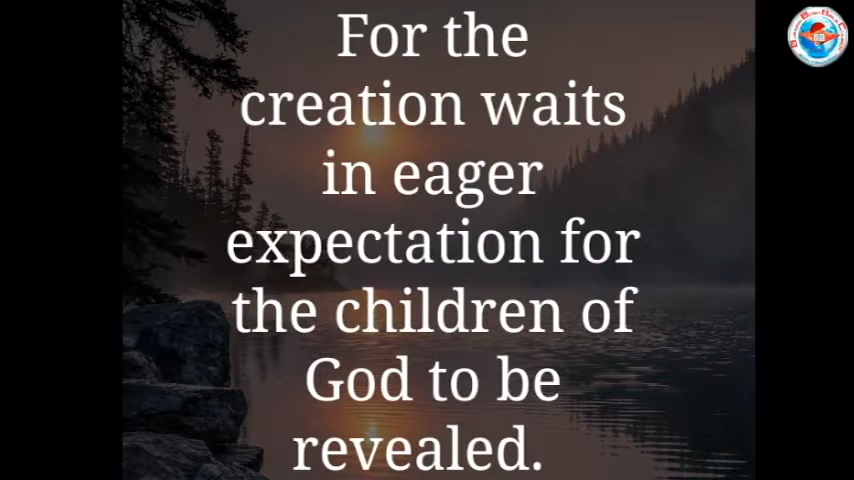 For the
creation waits
in eager
expectation for
the children of
God to be
revealed.